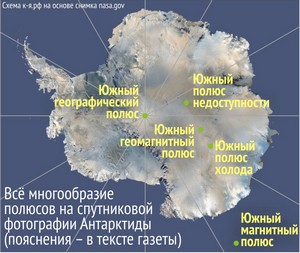 Схема к-я.рф на основе снимка nasa.gov
Южный
географический
полюс
Южный
полюс
недоступности
Южный
геомагнитный
полюс
Южный
полюс
холода
Всё многообразие
полюсов на спутниковой
фотографии Антарктиды
(пояснения – в тексте газеты)
Южный
магнитный
полюс